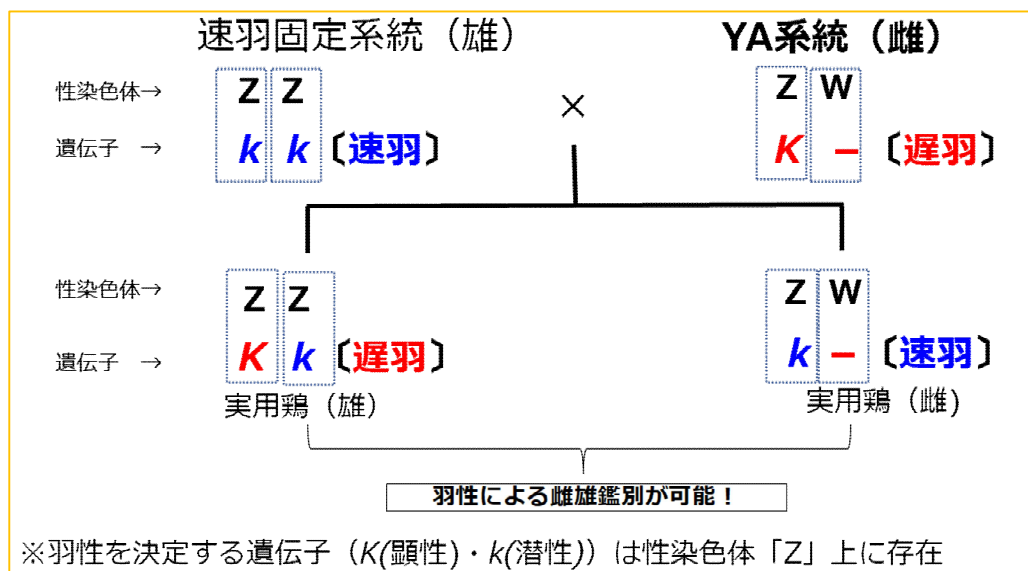 速羽固定系統（雄） YA系統（雌）
性染色体→ Z Z × Z W
遺伝子 → k k 〔速羽〕 K − 〔遅羽〕
性染色体→ Z Z Z W
遺伝子 → K k 〔遅羽〕 k − 〔速羽〕
実用鶏（雄） 実用鶏（雌)
羽性による雌雄鑑別が可能！
※羽性を決定する遺伝子（K(顕性)・k(潜性)）は性染色体「Z」上に存在